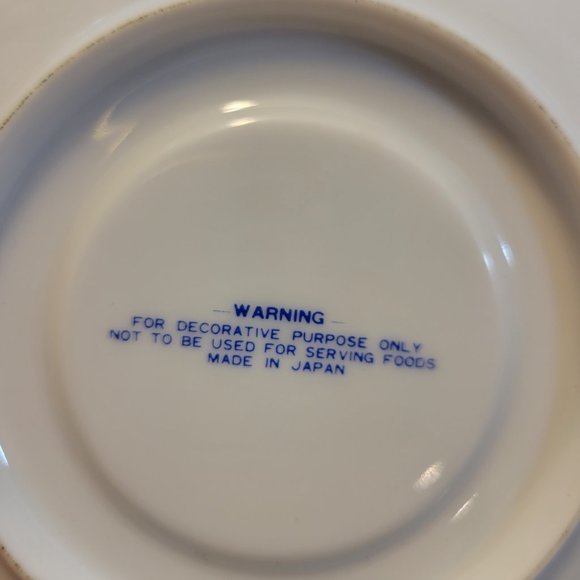 — WARNING —
FOR DECORATIVE PURPOSE ONLY
NOT TO BE USED FOR SERVING FOODS
MADE IN JAPAN